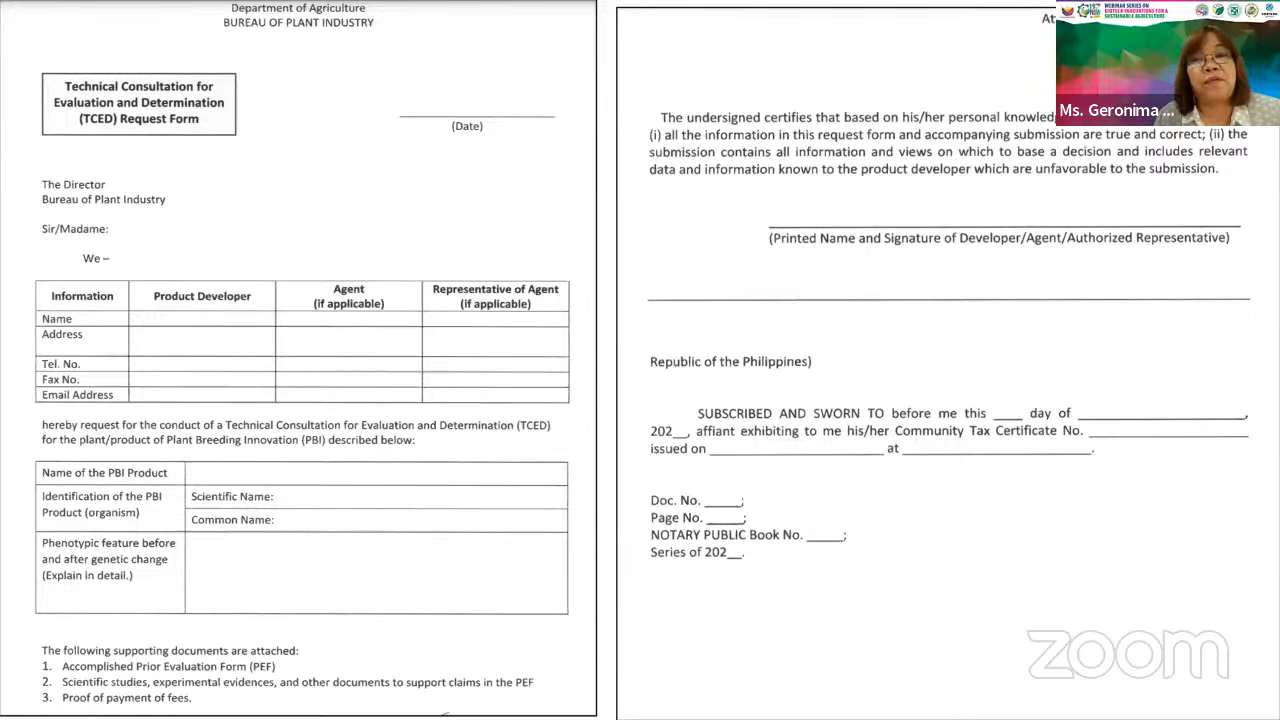 Department of Agriculture
BUREAU OF PLANT INDUSTRY
Technical Consultation for
Evaluation and Determination
(TCED) Request Form
(Date)
The Director
Bureau of Plant Industry
Sir/Madame:
We –
Information
Product Developer
Agent
(if applicable)
Representative of Agent
(if applicable)
Name
Address
Tel. No.
Fax No.
Email Address
hereby request for the conduct of a Technical Consultation for Evaluation and Determination (TCED)
for the plant/product of Plant Breeding Innovation (PBI) described below:
Name of the PBI Product
Identification of the PBI
Product (organism)
Scientific Name:
Common Name:
Phenotypic feature before
and after genetic change
(Explain in detail.)
The following supporting documents are attached:
1. Accomplished Prior Evaluation Form (PEF)
2. Scientific studies, experimental evidences, and other documents to support claims in the PEF
3. Proof of payment of fees.
The undersigned certifies that based on his/her personal
(i) all the information in this request form and accompanying submission are true and correct; (ii) the
submission contains all information and views on which to base a decision and includes relevant
data and information known to the product developer which are unfavorable to the submission.
(Printed Name and Signature of Developer/Agent/Authorized Representative)
Republic of the Philippines)
SUBSCRIBED AND SWORN TO before me this ____ day of ____________________,
202__, affiant exhibiting to me his/her Community Tax Certificate No. ____________________
issued on ____________________ at ____________________.
Doc. No. _____;
Page No. _____;
NOTARY PUBLIC Book No. _____;
Series of 202__.
WEBINAR SERIES ON
BIOTECH INNOVATIONS FOR A
SUSTAINABLE AGRICULTURE
Ms. Geronima ...
zoom